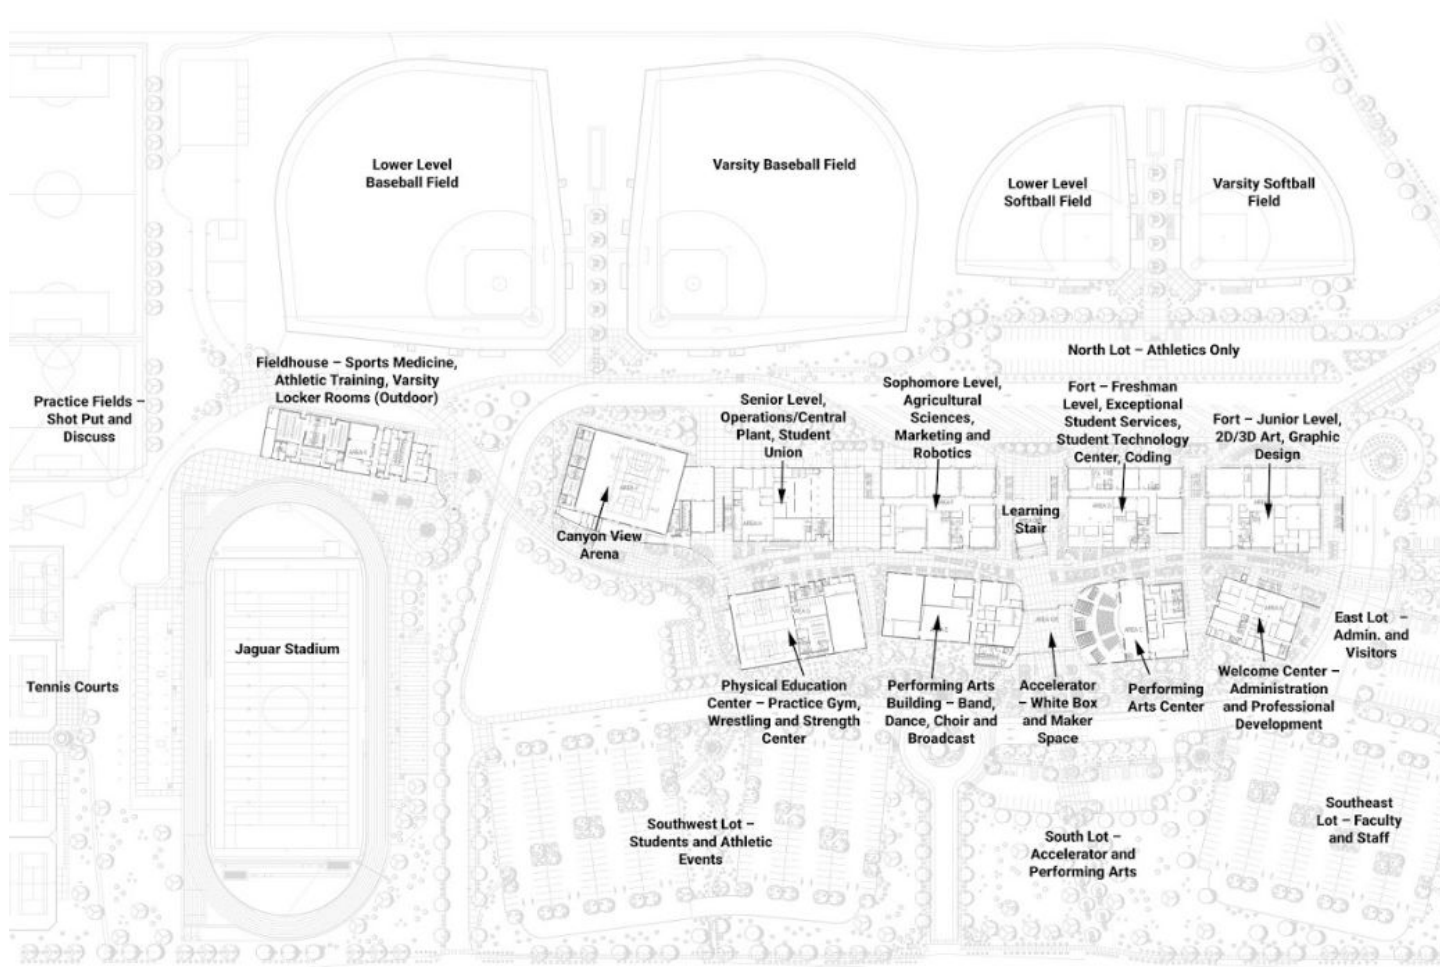 Lower Level
Baseball Field
Varsity Baseball Field
Lower Level
Softball Field
Varsity Softball
Field
North Lot – Athletics Only
Fieldhouse – Sports Medicine,
Athletic Training, Varsity
Locker Rooms (Outdoor)
Practice Fields –
Shot Put and
Discuss
Senior Level,
Operations/Central
Plant, Student
Union
Sophomore Level,
Agricultural
Sciences,
Marketing and
Robotics
Fort – Freshman
Level, Exceptional
Student Services,
Student Technology
Center, Coding
Fort – Junior Level,
2D/3D Art, Graphic
Design
Learning
Stair
Canyon View
Arena
Jaguar Stadium
Tennis Courts
East Lot –
Admin. and
Visitors
Physical Education
Center – Practice Gym,
Wrestling and Strength
Center
Performing Arts
Building – Band,
Dance, Choir and
Broadcast
Accelerator
– White Box
and Maker
Space
Performing
Arts Center
Welcome Center –
Administration
and Professional
Development
Southwest Lot –
Students and Athletic
Events
South Lot –
Accelerator and
Performing Arts
Southeast
Lot – Faculty
and Staff